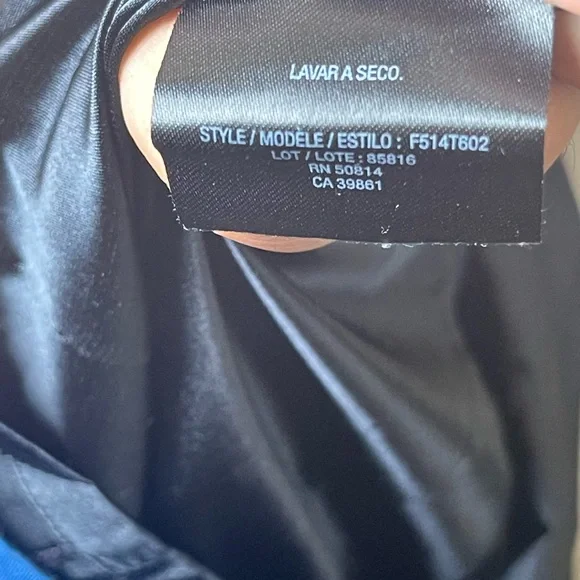 LAVAR A SECO.
STYLE / MODÈLE / ESTILO : F514T602
LOT / LOTE : 85816
RN 50814
CA 39861